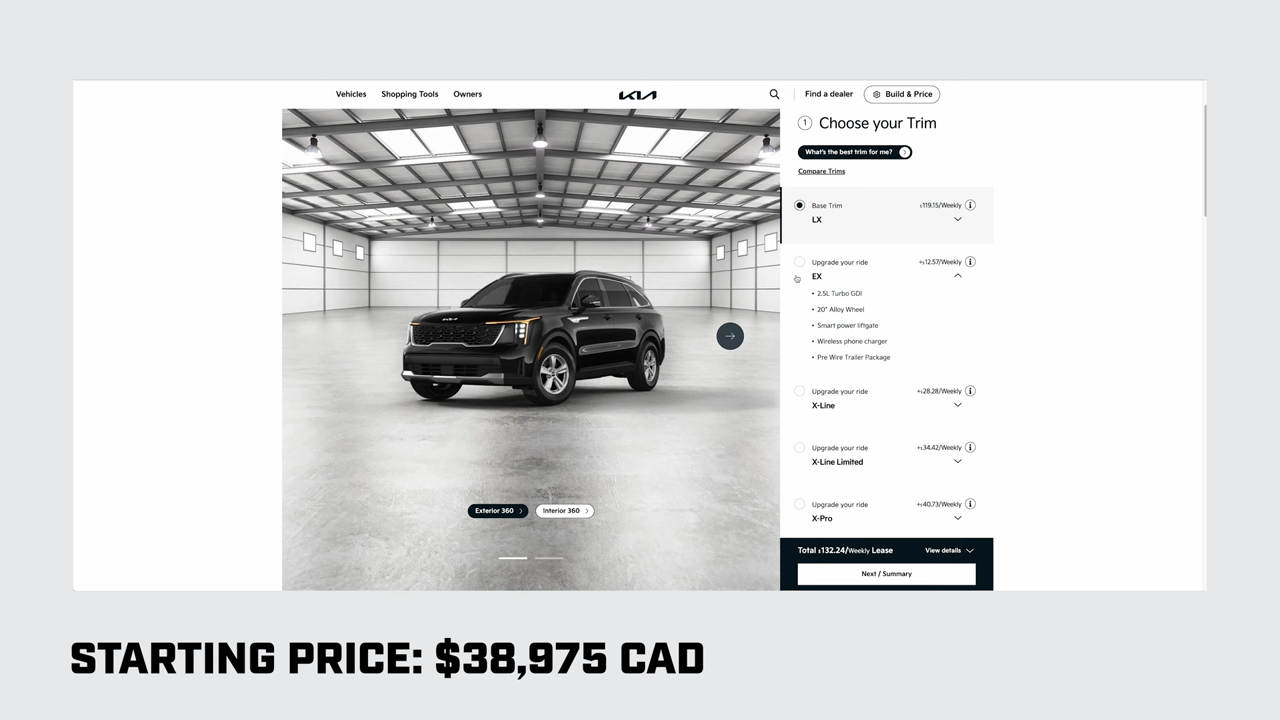 Vehicles Shopping Tools Owners KIA Find a dealer Build & Price
1 Choose your Trim
What's the best trim for me?
Compare Trims
Base Trim $119.15/Weekly
LX
Upgrade your ride +$12.57/Weekly
EX
• 2.5L Turbo GDI
• 20" Alloy Wheel
• Smart power liftgate
• Wireless phone charger
• Pre Wire Trailer Package
Upgrade your ride +$28.28/Weekly
X-Line
Upgrade your ride +$34.42/Weekly
X-Line Limited
Upgrade your ride +$40.73/Weekly
X-Pro
Exterior 360 Interior 360
Total $132.24/Weekly Lease View details
Next / Summary
STARTING PRICE: $38,975 CAD